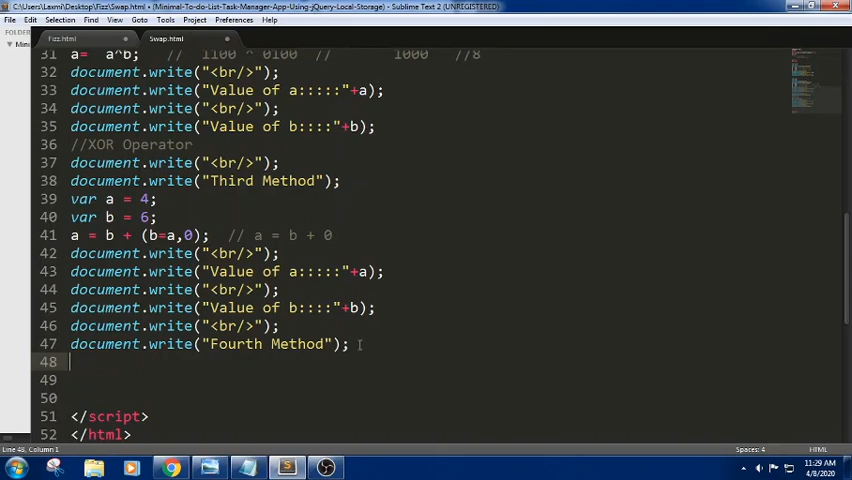 C:\Users\Laxmi\Desktop\Fizz\Swap.html • (Minimal-To-do-List-Task-Manager-App-Using-jQuery-Local-Storage) - Sublime Text 2 (UNREGISTERED)
File Edit Selection Find View Goto Tools Project Preferences Help
FOLDERS
Mini
Fizz.html
Swap.html
31 a= a^b; // 1100 ^ 0100 // 1000 //8
32 document.write("<br/>");
33 document.write("Value of a:::::"+a);
34 document.write("<br/>");
35 document.write("Value of b::::"+b);
36 //XOR Operator
37 document.write("<br/>");
38 document.write("Third Method");
39 var a = 4;
40 var b = 6;
41 a = b + (b=a,0); // a = b + 0
42 document.write("<br/>");
43 document.write("Value of a:::::"+a);
44 document.write("<br/>");
45 document.write("Value of b::::"+b);
46 document.write("<br/>");
47 document.write("Fourth Method");
48
49
50
51 </script>
52 </html>
Line 48, Column 1
Spaces: 4
HTML
11:29 AM
4/8/2020